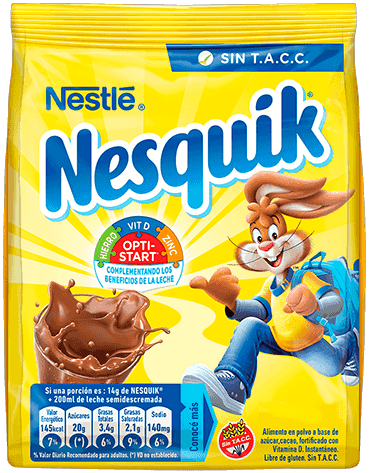 SIN T.A.C.C.
Nestlé®
Nesquik®
HIERRO VIT D ZINC
OPTI-
START
COMPLEMENTANDO LOS
BENEFICIOS DE LA LECHE
Si una porción es : 14g de NESQUIK®
+ 200ml de leche semidescremada
Valor Energético 145kcal 7%
Azúcares 20g (*)
Grasas Totales 3,4g 6%
Grasas Saturadas 2,1g 9%
Sodio 140mg 6%
% Valor Diario Recomendado para adultos. (*) VD no establecido.
Conocé más
Sin T.A.C.C.
Alimento en polvo a base de
azúcar,cacao, fortificado con
Vitamina D. Instantáneo.
Libre de gluten. Sin T.A.C.C.